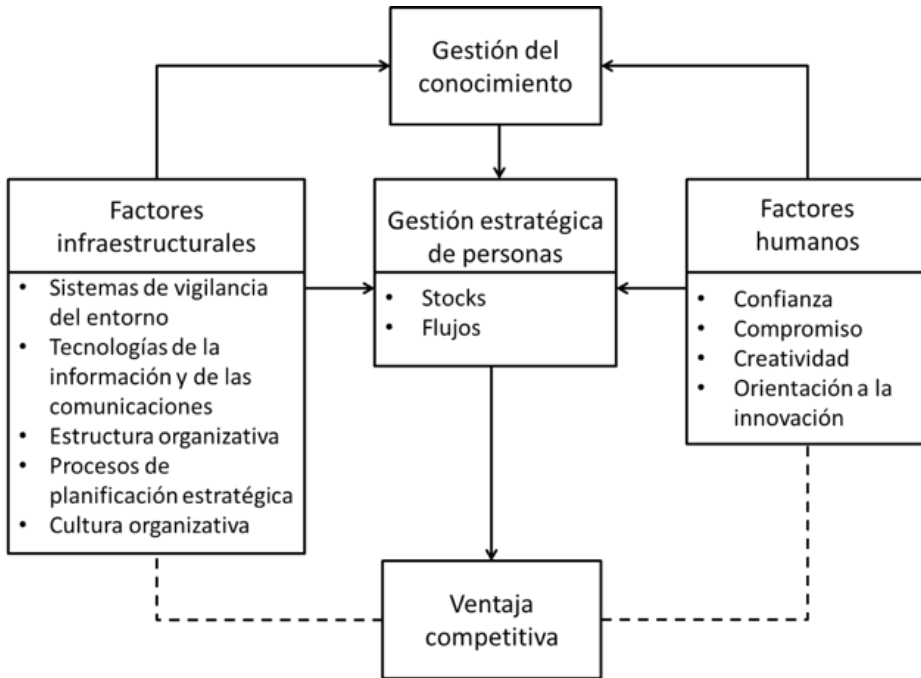 Gestión del
conocimiento
Factores
infraestructurales
• Sistemas de vigilancia
del entorno
• Tecnologías de la
información y de las
comunicaciones
• Estructura organizativa
• Procesos de
planificación estratégica
• Cultura organizativa
Gestión estratégica
de personas
• Stocks
• Flujos
Factores
humanos
• Confianza
• Compromiso
• Creatividad
• Orientación a la
innovación
Ventaja
competitiva